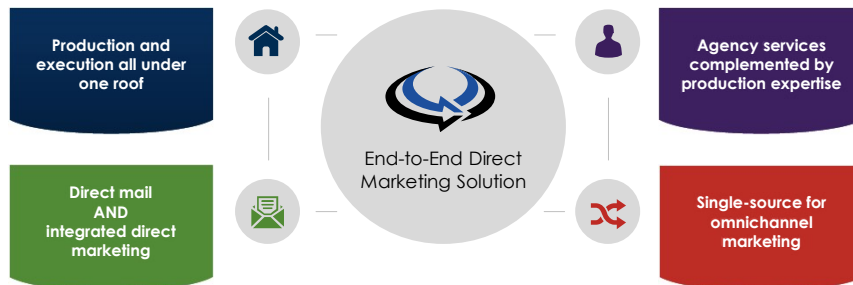 Production and
execution all under
one roof
Agency services
complemented by
production expertise
End-to-End Direct
Marketing Solution
Direct mail
AND
integrated direct
marketing
Single-source for
omnichannel
marketing